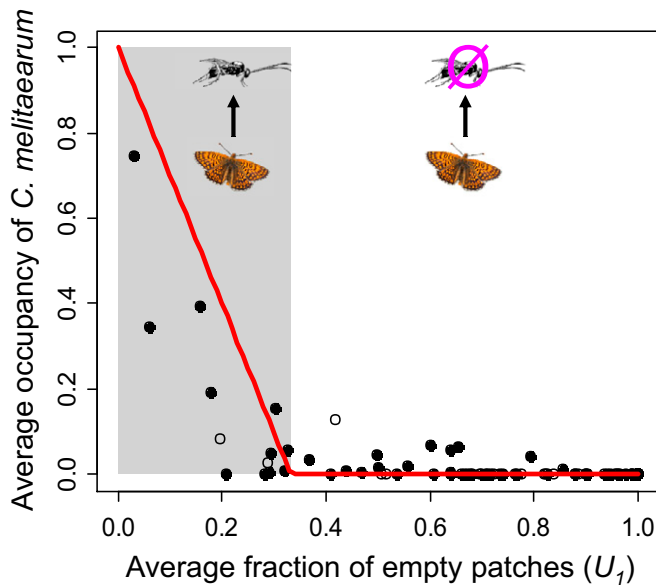 Average occupancy of C. melitaearum
1.0
0.8
0.6
0.4
0.2
0.0
0.0 0.2 0.4 0.6 0.8 1.0
Average fraction of empty patches (U1)